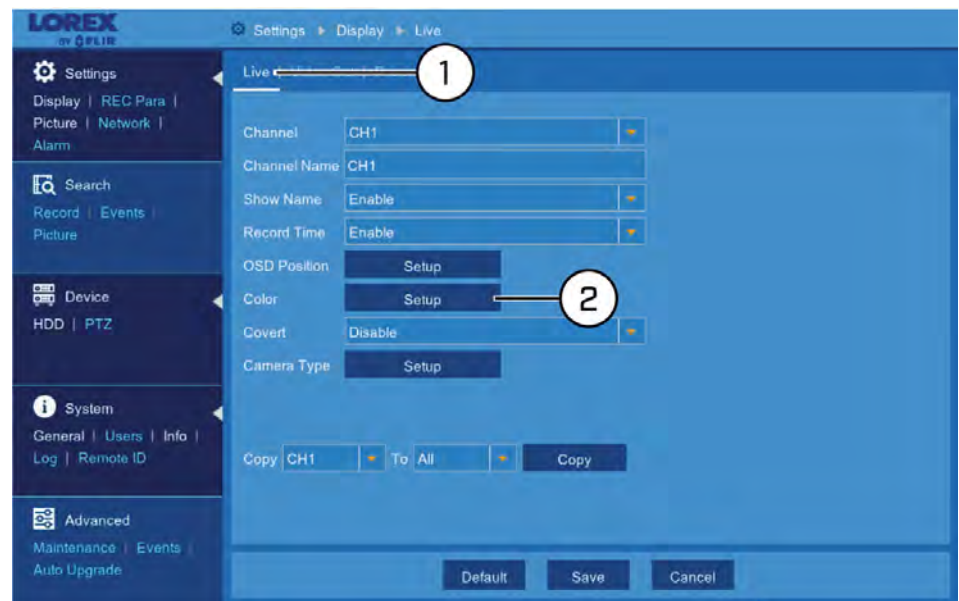 LOREX
BY FLIR
Settings Display Live
Settings
Display | REC Para |
Picture | Network |
Alarm
Search
Record | Events |
Picture
Device
HDD | PTZ
System
General | Users | Info |
Log | Remote ID
Advanced
Maintenance | Events |
Auto Upgrade
Live
1
Channel CH1
Channel Name CH1
Show Name Enable
Record Time Enable
OSD Position Setup
Color Setup
2
Covert Disable
Camera Type Setup
Copy CH1 To All Copy
Default Save Cancel